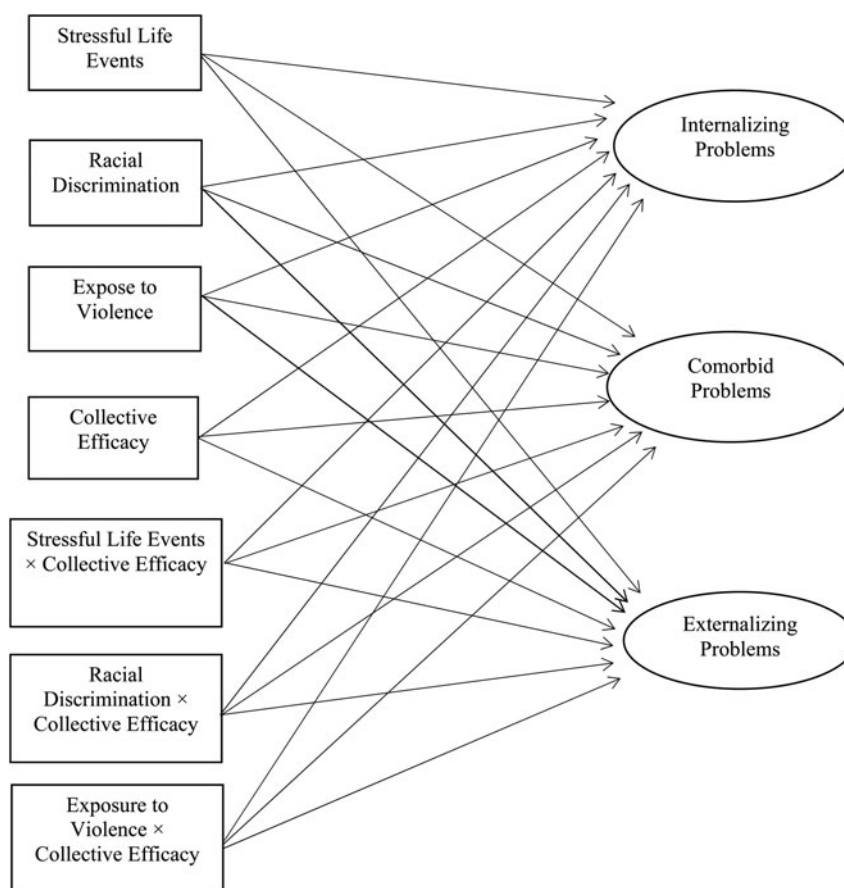 Stressful Life
Events
Racial
Discrimination
Expose to
Violence
Collective
Efficacy
Stressful Life Events
× Collective Efficacy
Racial
Discrimination ×
Collective Efficacy
Exposure to
Violence ×
Collective Efficacy
Internalizing
Problems
Comorbid
Problems
Externalizing
Problems